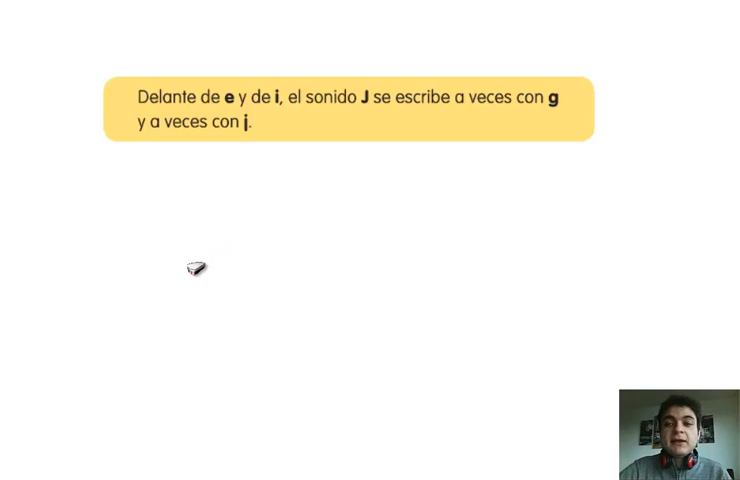 Delante de e y de i, el sonido J se escribe a veces con g
y a veces con j.